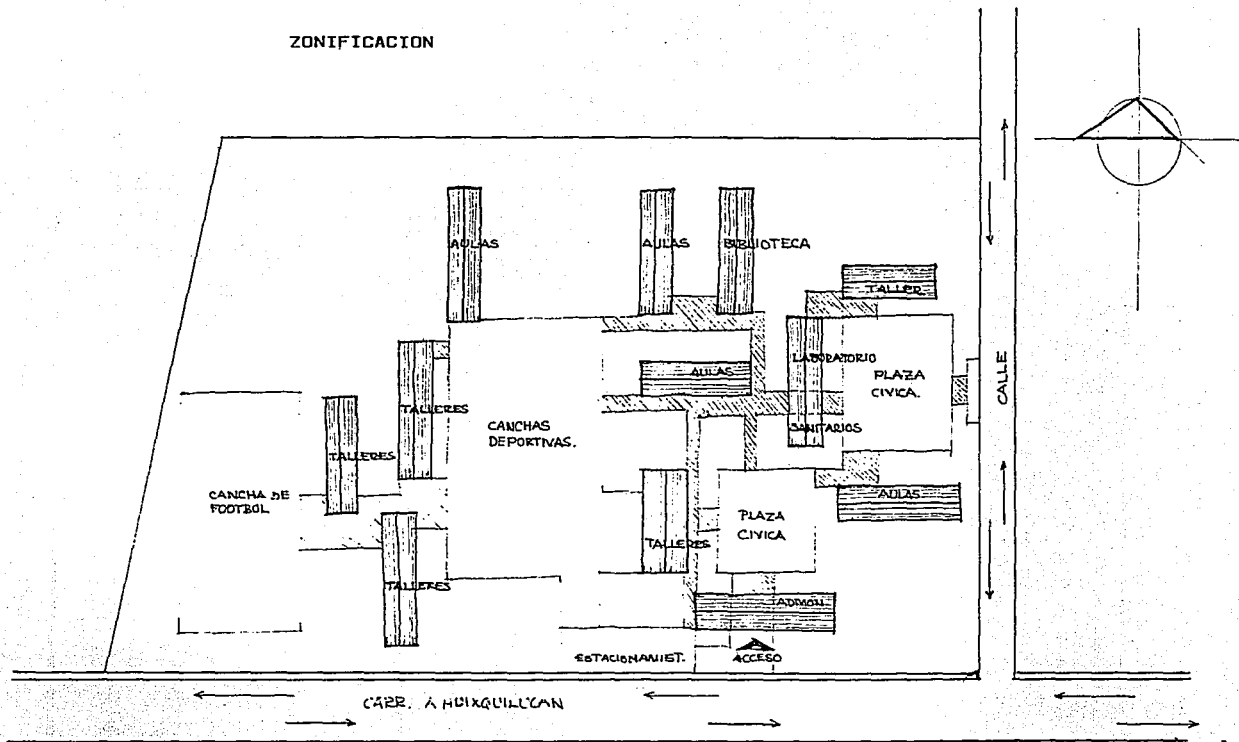 ZONIFICACION
AULAS
AULAS
BIBLIOTECA
TALLER
LABORATORIO
AULAS
PLAZA
CIVICA.
CALLE
TALLERES
CANCHAS
DEPORTIVAS.
SANITARIOS
TALLERES
CANCHA DE
FOOTBOL
AULAS
PLAZA
CIVICA
TALLERES
TALLERES
ADMON.
ESTACIONAMIET.
ACCESO
CARR. A HUIXQUILUCAN